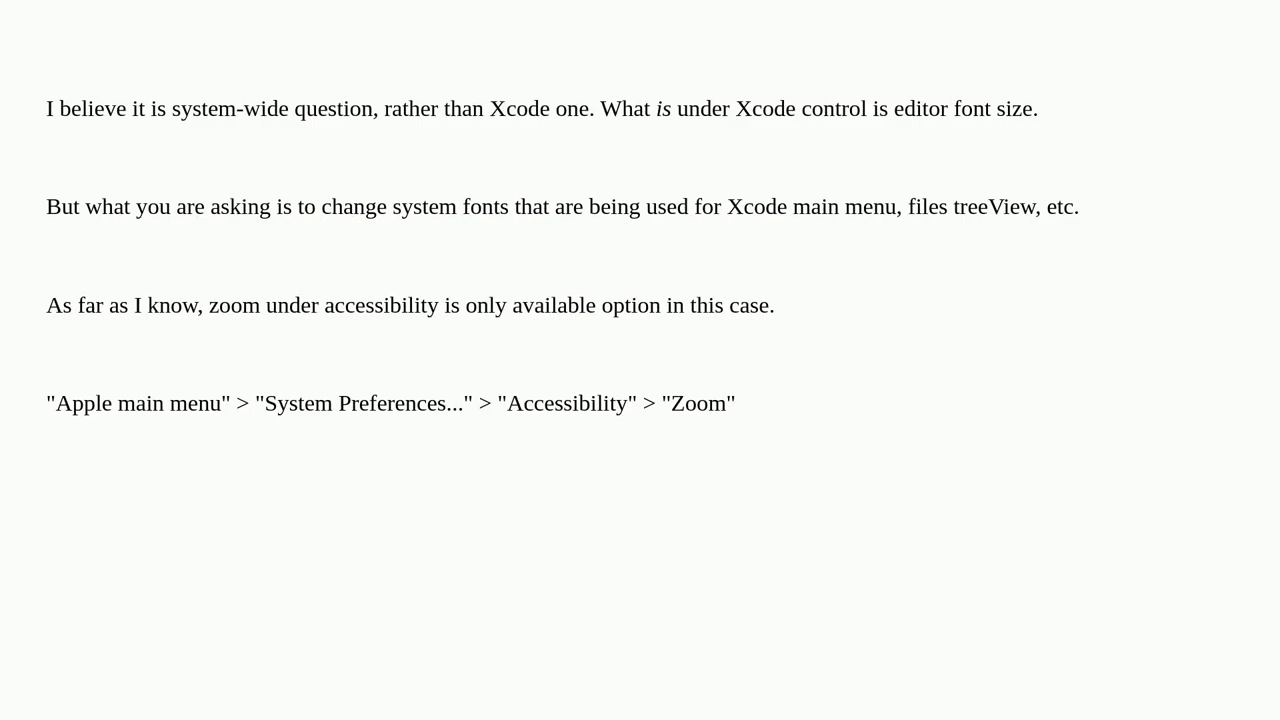 I believe it is system-wide question, rather than Xcode one. What is under Xcode control is editor font size.
But what you are asking is to change system fonts that are being used for Xcode main menu, files treeView, etc.
As far as I know, zoom under accessibility is only available option in this case.
"Apple main menu" > "System Preferences..." > "Accessibility" > "Zoom"